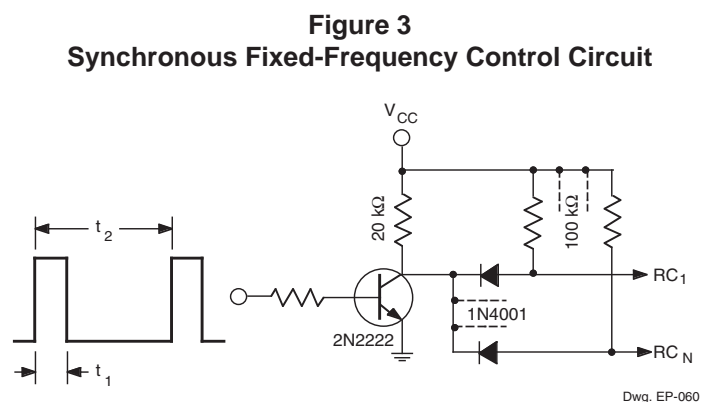 Figure 3
Synchronous Fixed-Frequency Control Circuit
V CC
20 kΩ
100 kΩ
t 2
RC 1
1N4001
2N2222
RC N
t 1
Dwg. EP-060